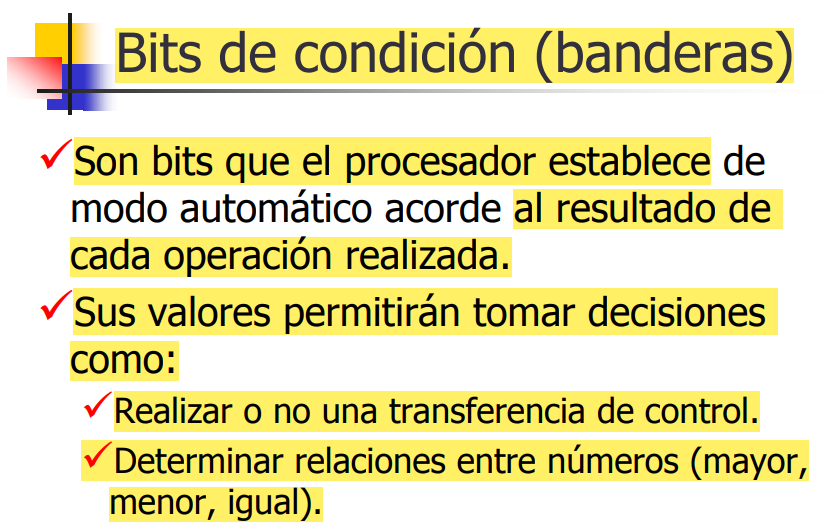 Bits de condición (banderas)
Son bits que el procesador establece de
modo automático acorde al resultado de
cada operación realizada.
Sus valores permitirán tomar decisiones
como:
Realizar o no una transferencia de control.
Determinar relaciones entre números (mayor,
menor, igual).